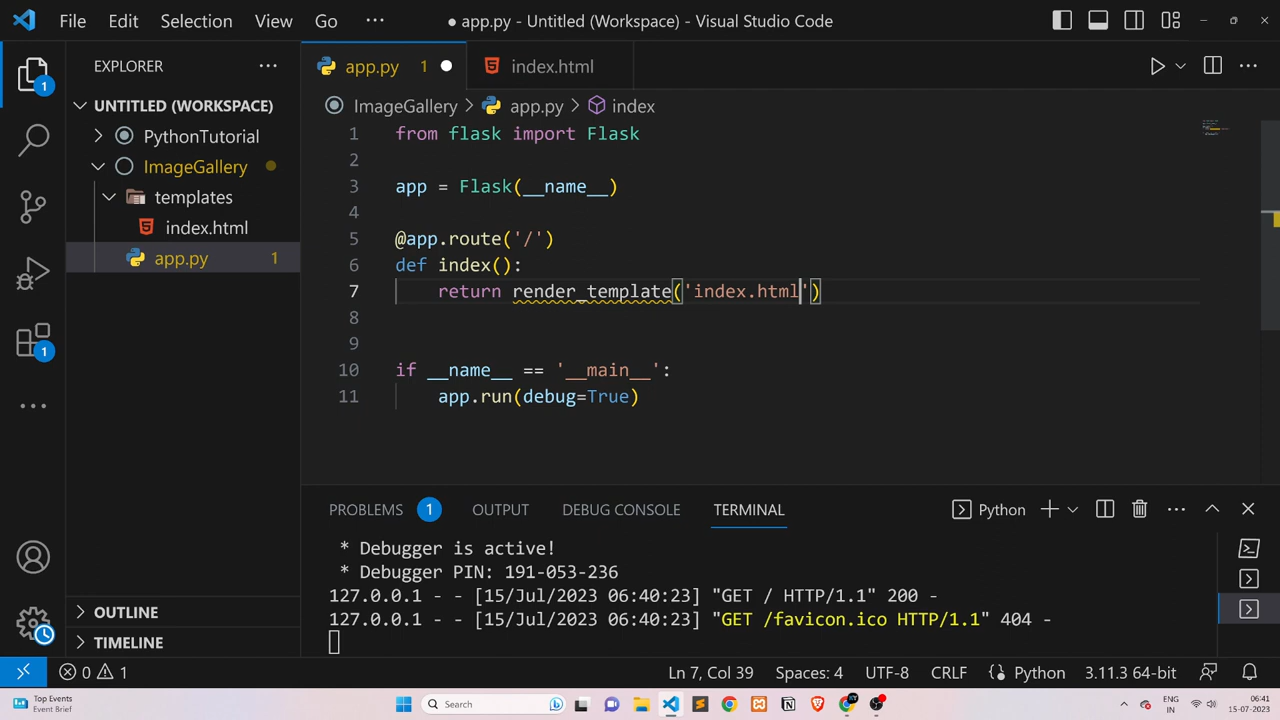 File Edit Selection View Go ··· ● app.py - Untitled (Workspace) - Visual Studio Code
EXPLORER ···
UNTITLED (WORKSPACE)
PythonTutorial
ImageGallery
templates
index.html
app.py 1
OUTLINE
TIMELINE
1
1
app.py 1 ●
index.html
ImageGallery > app.py > index
1 from flask import Flask
2
3 app = Flask(__name__)
4
5 @app.route('/')
6 def index():
7 return render_template('index.html')
8
9
10 if __name__ == '__main__':
11 app.run(debug=True)
PROBLEMS 1 OUTPUT DEBUG CONSOLE TERMINAL Python
* Debugger is active!
* Debugger PIN: 191-053-236
127.0.0.1 - - [15/Jul/2023 06:40:23] "GET / HTTP/1.1" 200 -
127.0.0.1 - - [15/Jul/2023 06:40:23] "GET /favicon.ico HTTP/1.1" 404 -
0 1 Ln 7, Col 39 Spaces: 4 UTF-8 CRLF Python 3.11.3 64-bit
Top Events
Event Brief
Search
ENG
IN
06:41
15-07-2023